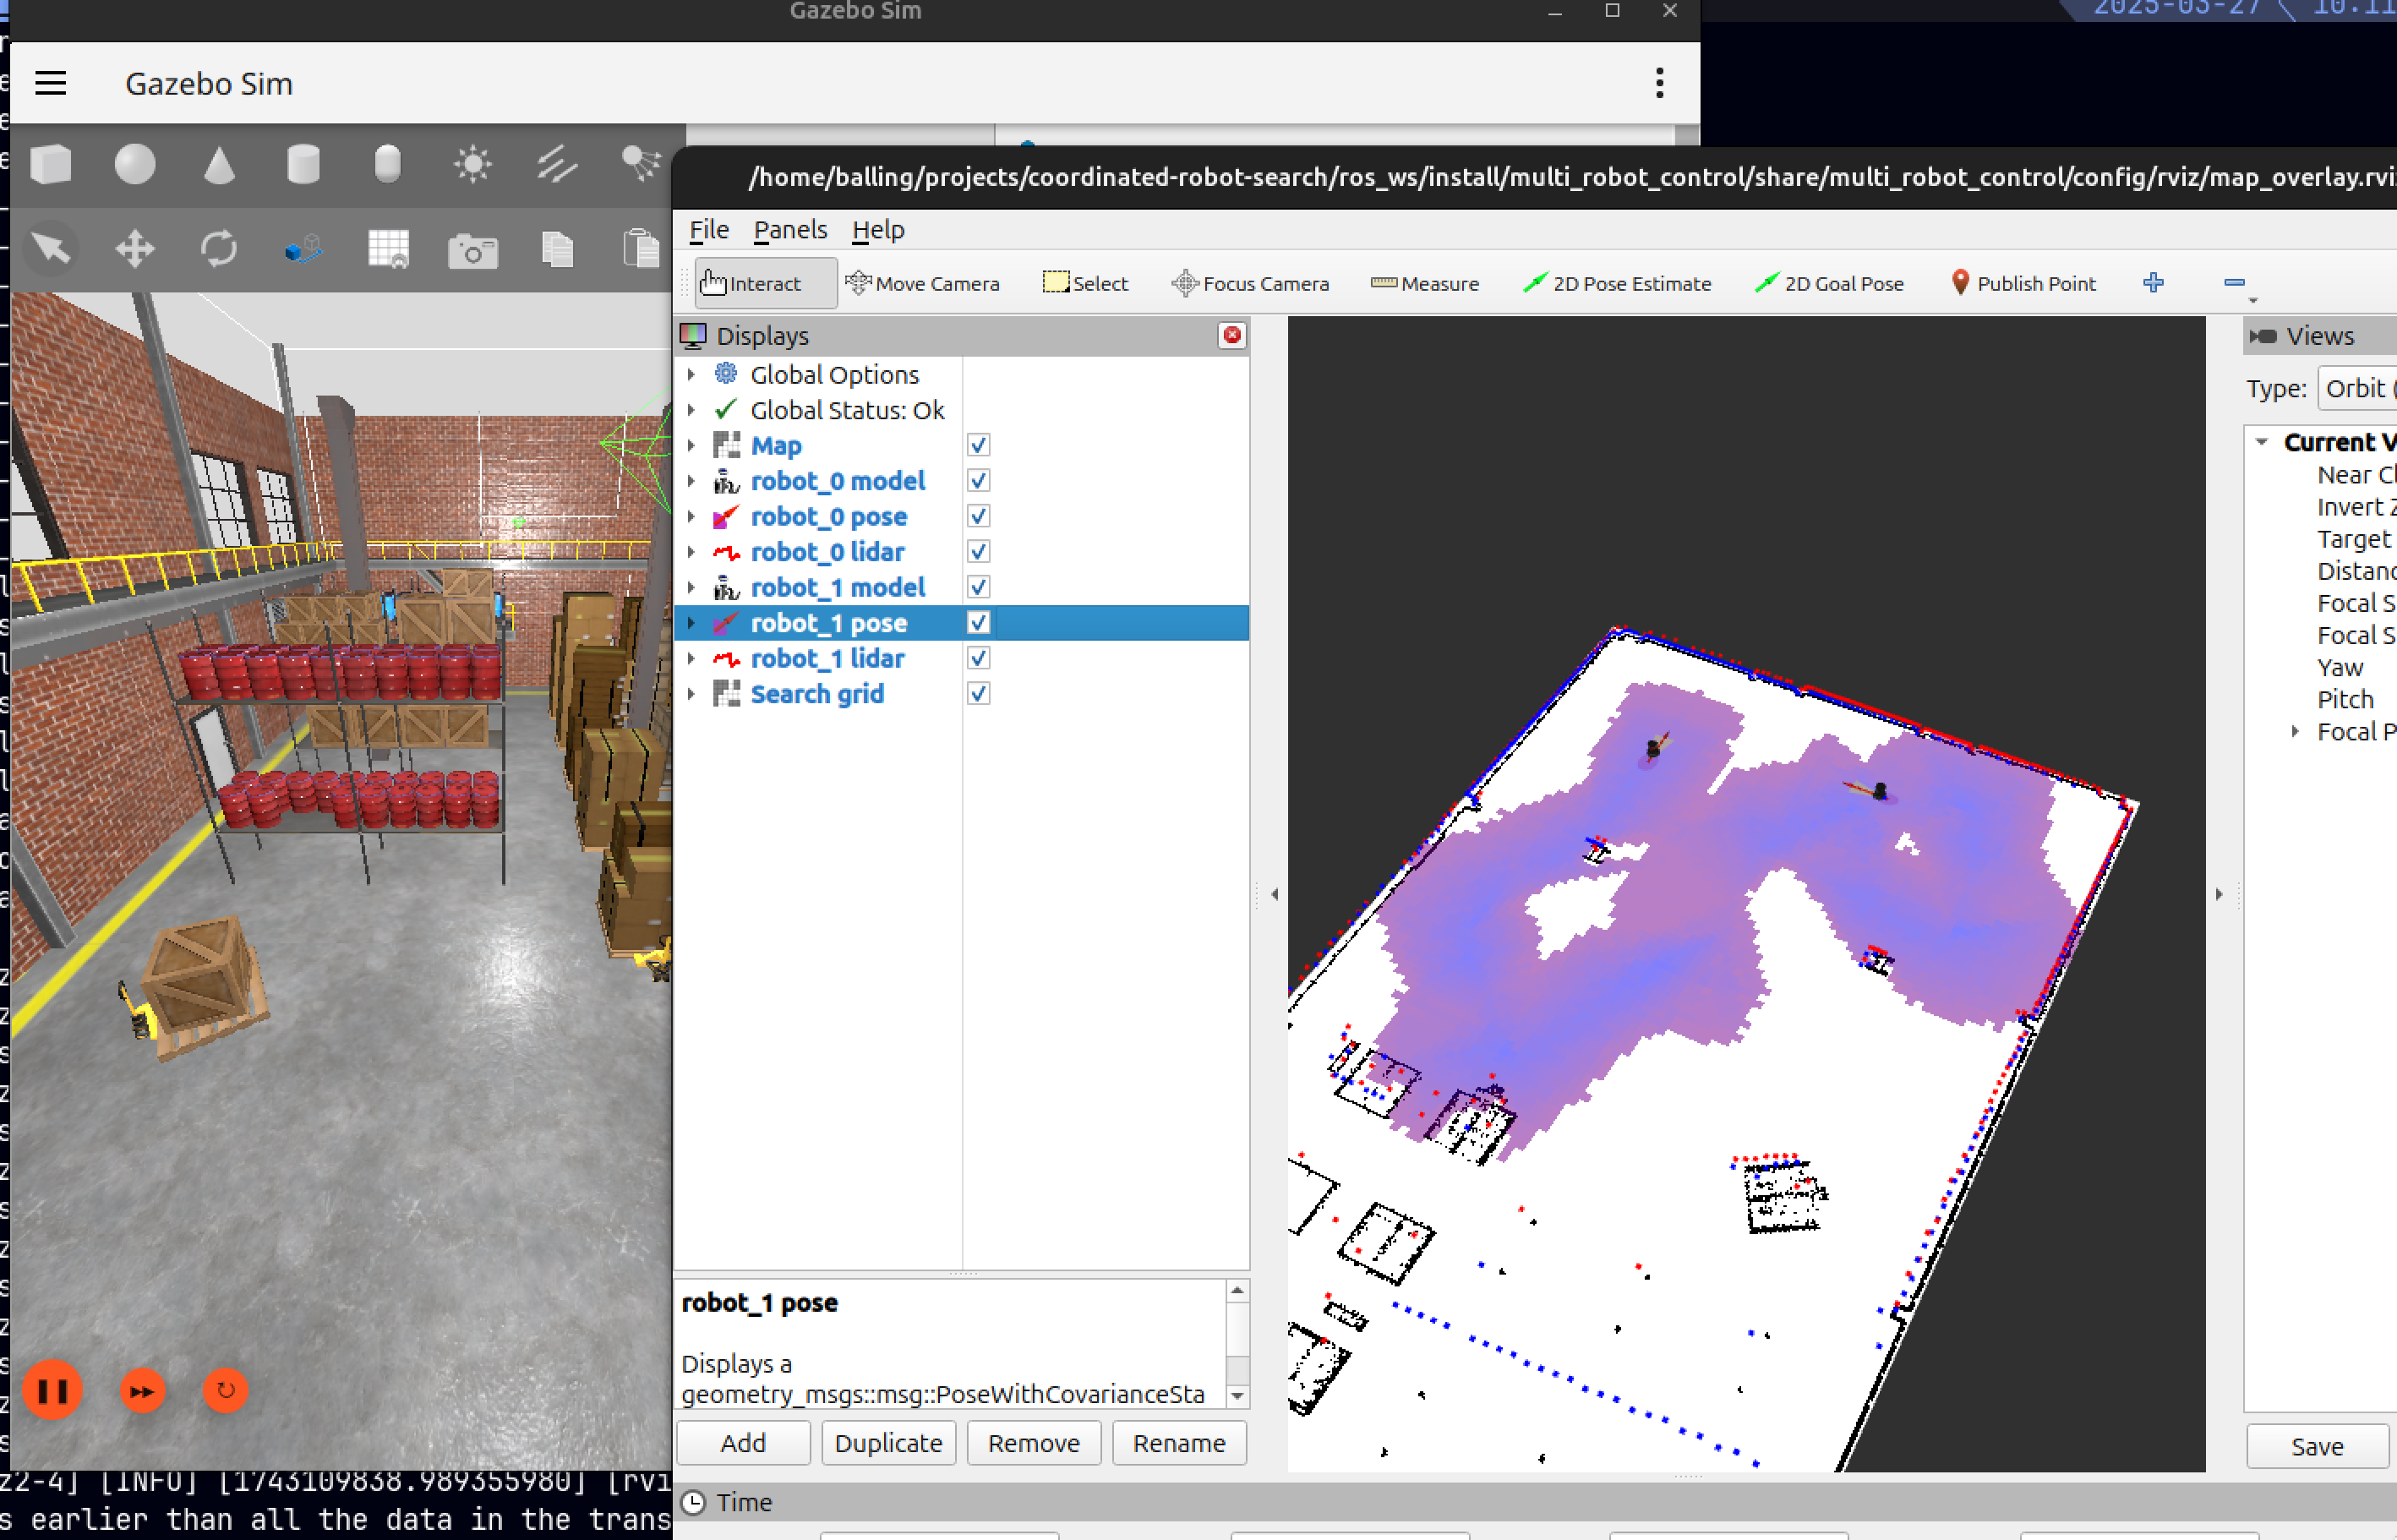 Gazebo Sim
2025-03-27
10:11
Gazebo Sim
/home/balling/projects/coordinated-robot-search/ros_ws/install/multi_robot_control/share/multi_robot_control/config/rviz/map_overlay.rviz
File Panels Help
Interact Move Camera Select Focus Camera Measure 2D Pose Estimate 2D Goal Pose Publish Point
Displays
Global Options
Global Status: Ok
Map
robot_0 model
robot_0 pose
robot_0 lidar
robot_1 model
robot_1 pose
robot_1 lidar
Search grid
robot_1 pose
Displays a
geometry_msgs::msg::PoseWithCovarianceSta
Add Duplicate Remove Rename
Views
Type: Orbit (
Current V
Near Cl
Invert Z
Target
Distanc
Focal S
Focal S
Yaw
Pitch
Focal P
Save
Time
z2-4] [INFO] [1743109838.989355980] [rvi
s earlier than all the data in the trans